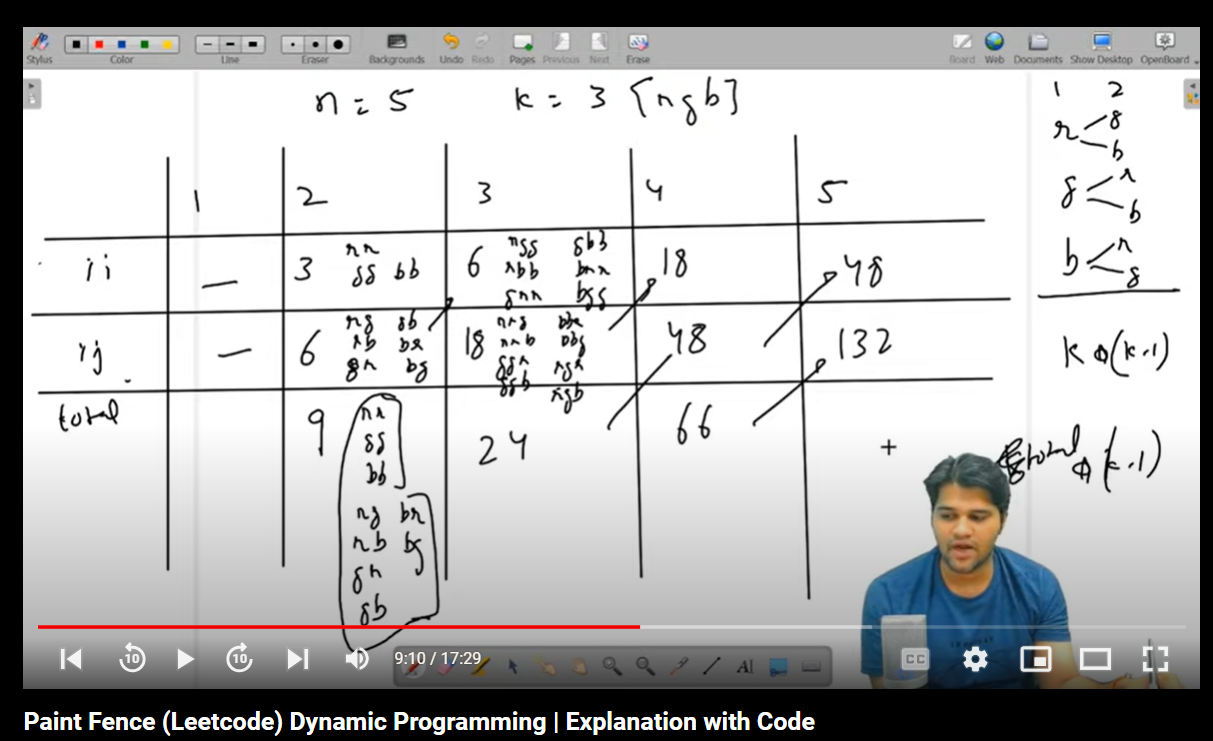 Stylus Color Line Eraser Backgrounds Undo Redo Pages Previous Next Erase Board Web Documents Show Desktop OpenBoard
n = 5 k = 3 [r g b]
1 2 3 4 5
ii — 3 6 18 48
rr
gg bb
rgg gbb
rbb brr
grr bgg
ij — 6 18 48 132
rg gb
rb br
gr bg
rrg bbr
rrb bbg
ggr rgr
ggb rgb
total 9 24 66
rr
gg
bb
rg br
rb bg
gr
gb
1 2
r g
b
g r
b
b r
g
k * (k-1)
total * (k-1)
+
10 10 9:10 / 17:29 CC
AI
Paint Fence (Leetcode) Dynamic Programming | Explanation with Code